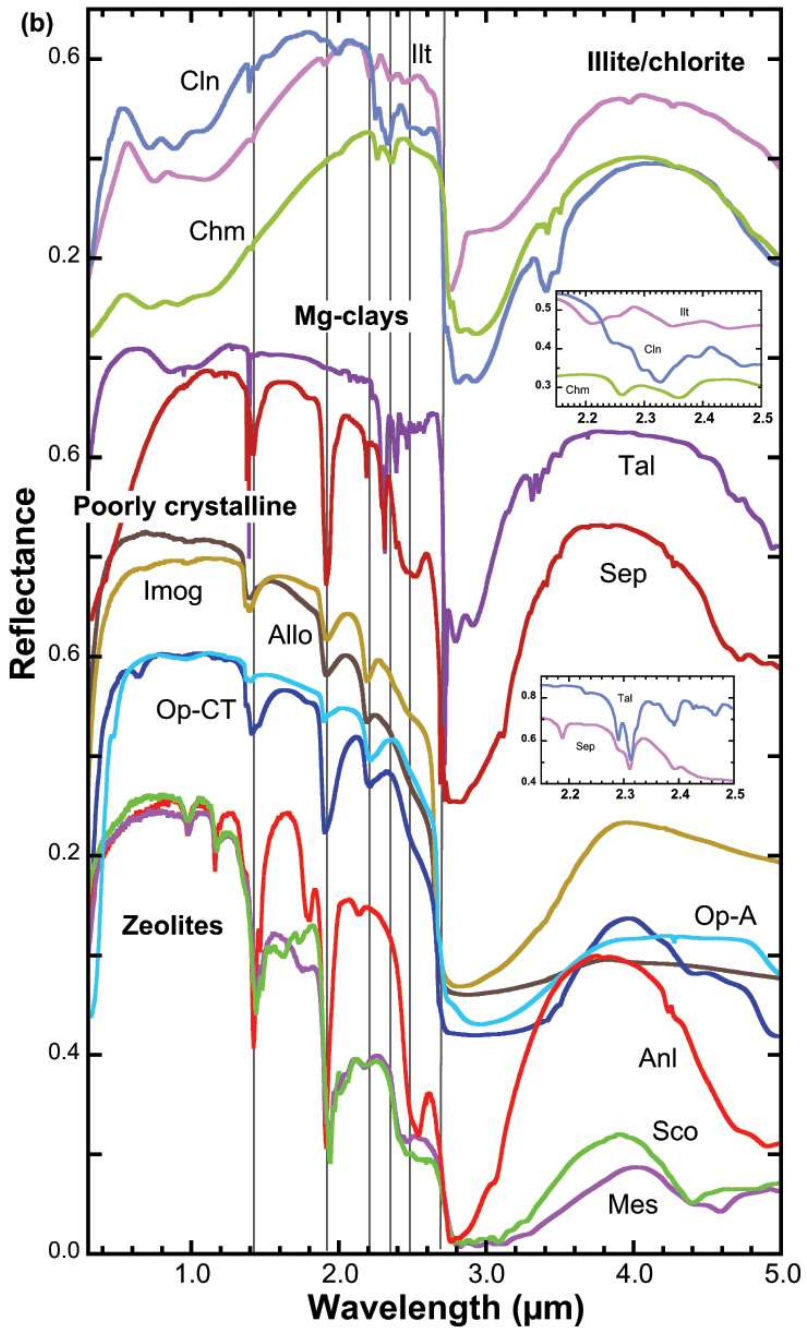 (b)
0.6
Cln
Illt
Illite/chlorite
Chm
0.2
Mg-clays
0.5
0.4
0.3
Illt
Cln
Chm
2.2 2.3 2.4 2.5
0.6
Tal
Poorly crystalline
Sep
Imog
Allo
0.6
Op-CT
0.8
0.6
0.4
Tal
Sep
2.2 2.3 2.4 2.5
0.2
Zeolites
Op-A
0.4
Anl
Sco
Mes
0.0
1.0 2.0 3.0 4.0 5.0
Wavelength (µm)
Reflectance